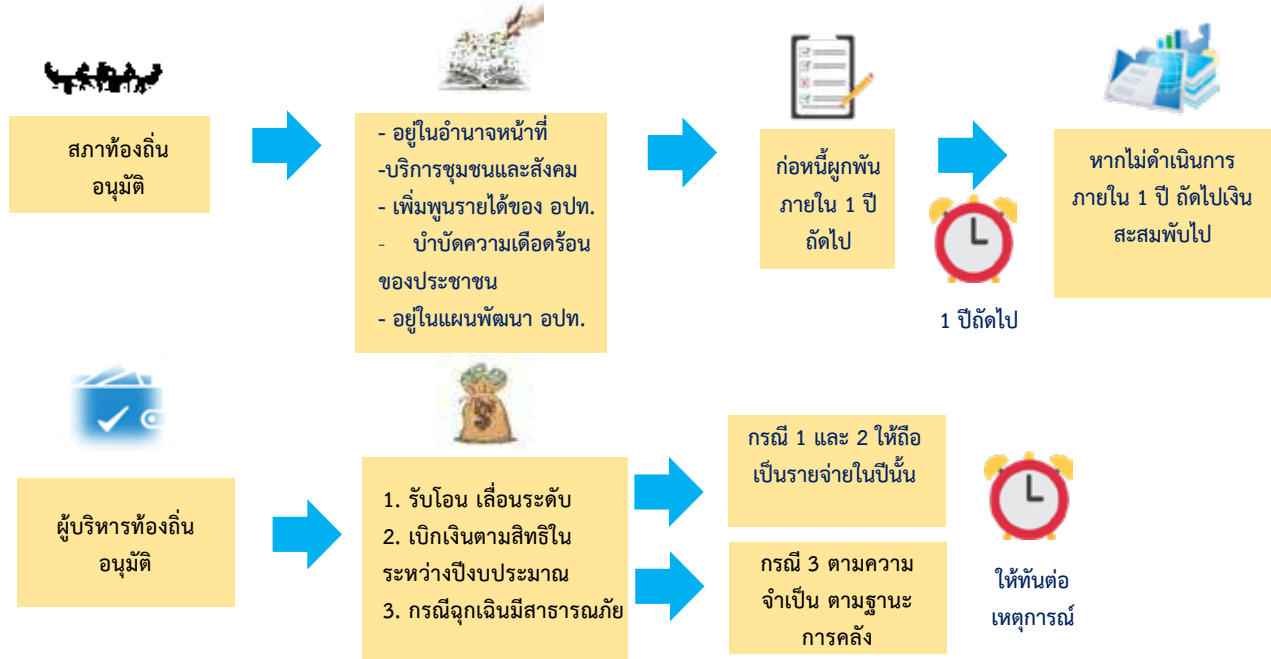 สภาท้องถิ่น
อนุมัติ
- อยู่ในอำนาจหน้าที่
-บริการชุมชนและสังคม
- เพิ่มพูนรายได้ของ อปท.
- บำบัดความเดือดร้อน
ของประชาชน
- อยู่ในแผนพัฒนา อปท.
ก่อหนี้ผูกพัน
ภายใน 1 ปี
ถัดไป
1 ปีถัดไป
หากไม่ดำเนินการ
ภายใน 1 ปี ถัดไปเงิน
สะสมพับไป
ผู้บริหารท้องถิ่น
อนุมัติ
1. รับโอน เลื่อนระดับ
2. เบิกเงินตามสิทธิใน
ระหว่างปีงบประมาณ
3. กรณีฉุกเฉินมีสาธารณภัย
กรณี 1 และ 2 ให้ถือ
เป็นรายจ่ายในปีนั้น
กรณี 3 ตามความ
จำเป็น ตามฐานะ
การคลัง
ให้ทันต่อ
เหตุการณ์